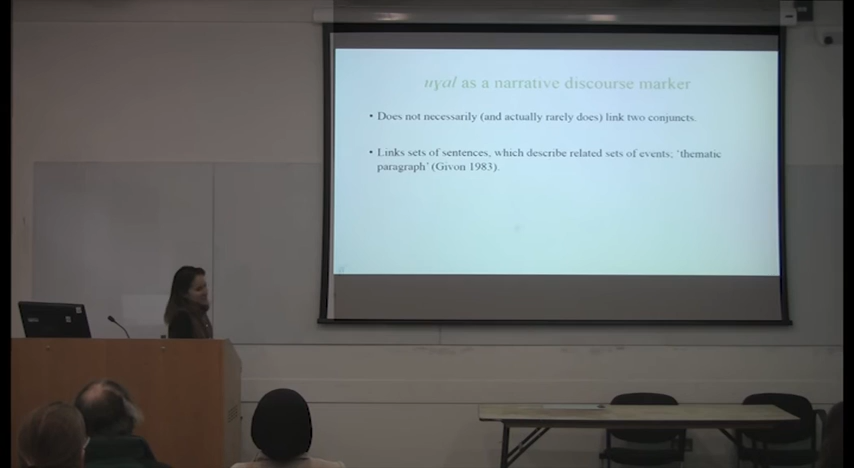 uɣal as a narrative discourse marker
• Does not necessarily (and actually rarely does) link two conjuncts.
• Links sets of sentences, which describe related sets of events; 'thematic
paragraph' (Givon 1983).